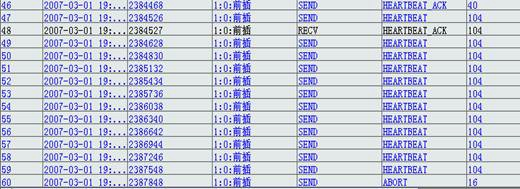 46 2007-03-01 19:... 2384468 1:0:前插 SEND HEARTBEAT_ACK 40
47 2007-03-01 19:... 2384526 1:0:前插 SEND HEARTBEAT 104
48 2007-03-01 19:... 2384527 1:0:前插 RECV HEARTBEAT_ACK 104
49 2007-03-01 19:... 2384628 1:0:前插 SEND HEARTBEAT 104
50 2007-03-01 19:... 2384830 1:0:前插 SEND HEARTBEAT 104
51 2007-03-01 19:... 2385132 1:0:前插 SEND HEARTBEAT 104
52 2007-03-01 19:... 2385434 1:0:前插 SEND HEARTBEAT 104
53 2007-03-01 19:... 2385736 1:0:前插 SEND HEARTBEAT 104
54 2007-03-01 19:... 2386038 1:0:前插 SEND HEARTBEAT 104
55 2007-03-01 19:... 2386340 1:0:前插 SEND HEARTBEAT 104
56 2007-03-01 19:... 2386642 1:0:前插 SEND HEARTBEAT 104
57 2007-03-01 19:... 2386944 1:0:前插 SEND HEARTBEAT 104
58 2007-03-01 19:... 2387246 1:0:前插 SEND HEARTBEAT 104
59 2007-03-01 19:... 2387548 1:0:前插 SEND HEARTBEAT 104
60 2007-03-01 19:... 2387848 1:0:前插 SEND ABORT 16